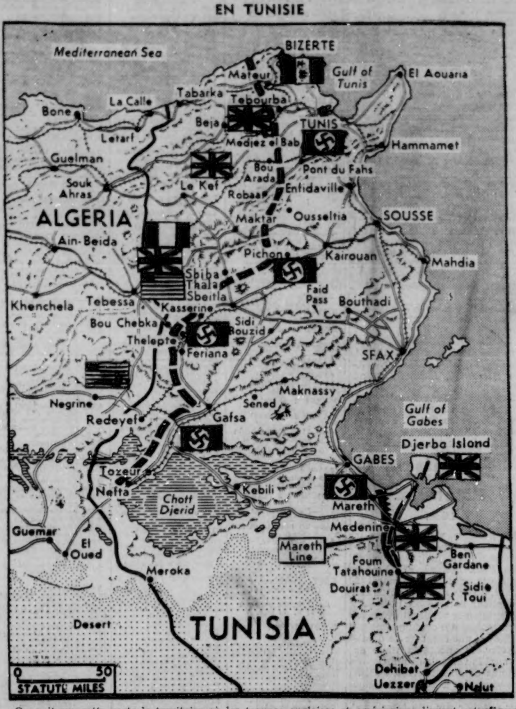 EN TUNISIE
Mediterranean Sea
BIZERTE
Mateur
Gulf of
Tunis
El Aouaria
Tabarka
La Calle
Bone
Tebourba
Letarf
Beja
TUNIS
Medjez el Bab
Hammamet
Guelman
Bou
Arada
Pont du Fahs
Souk
Ahras
Le Kef
Robaa
Enfidaville
ALGERIA
Ousseltia
SOUSSE
Maktar
Ain-Beida
Pichon
Kairouan
Mahdia
Sbiba
Thala
Sbeitla
Faid
Pass
Khenchela
Tebessa
Kasserine
Bouthadi
Bou Chebka
Sidi
Bouzid
Thelepte
Feriana
SFAX
Negrine
Maknassy
Sened
Gulf of
Gabes
Redeyef
Gafsa
Djerba Island
Tozeur
GABES
Nefta
Chott
Djerid
Kebili
Mareth
Guemar
Medenine
El
Oued
Mareth
Line
Ben
Gardane
Foum
Tatahouine
Meroka
Douirat
Sidi
Toui
Desert
TUNISIA
Dehibat
0 50
Uezzer
Nalut
STATUTE MILES